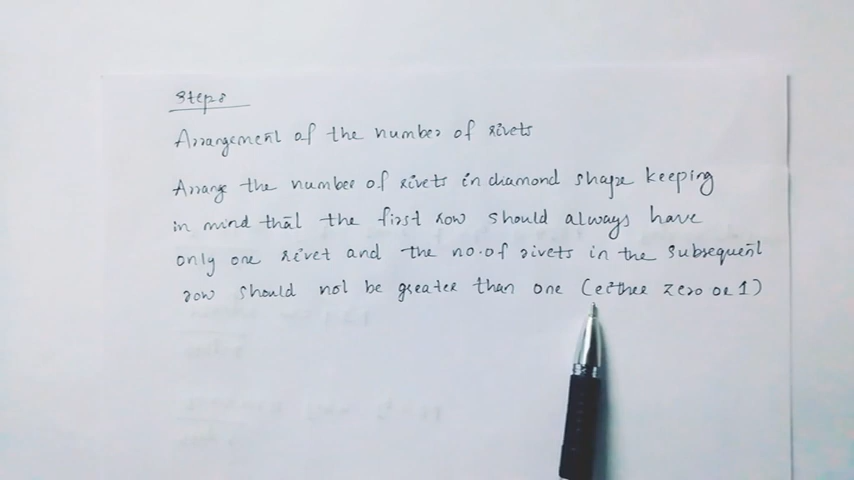 Steps
Arrangement of the number of rivets
Arrange the number of rivets in diamond shape keeping
in mind that the first row should always have
only one rivet and the no. of rivets in the subsequent
row should not be greater than one (either zero or 1)